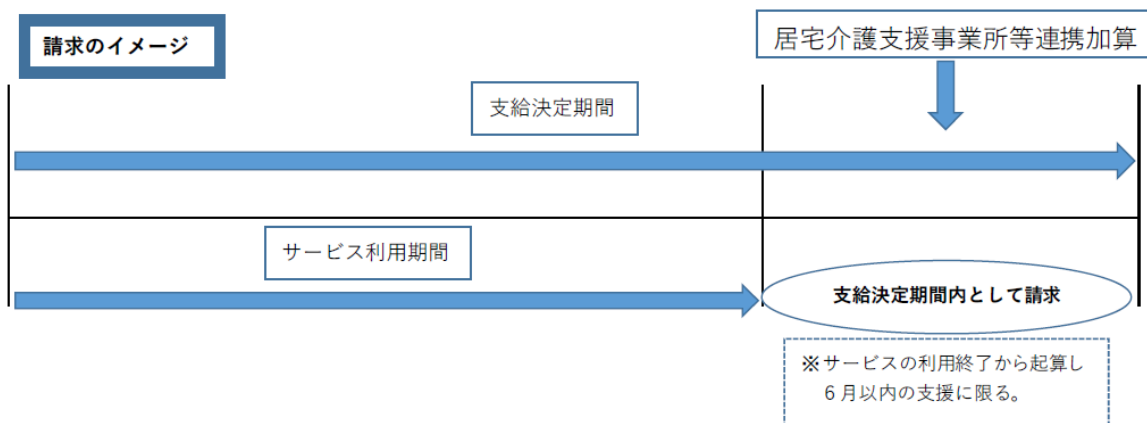 請求のイメージ
居宅介護支援事業所等連携加算
支給決定期間
サービス利用期間
支給決定期間内として請求
※サービスの利用終了から起算し
6月以内の支援に限る。